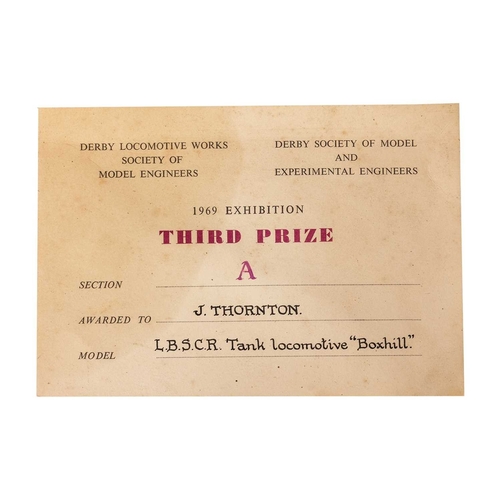 DERBY LOCOMOTIVE WORKS
SOCIETY OF
MODEL ENGINEERS
DERBY SOCIETY OF MODEL
AND
EXPERIMENTAL ENGINEERS
1969 EXHIBITION
THIRD PRIZE
SECTION A
AWARDED TO J. THORNTON.
MODEL L.B.S.C.R. Tank locomotive "Boxhill."